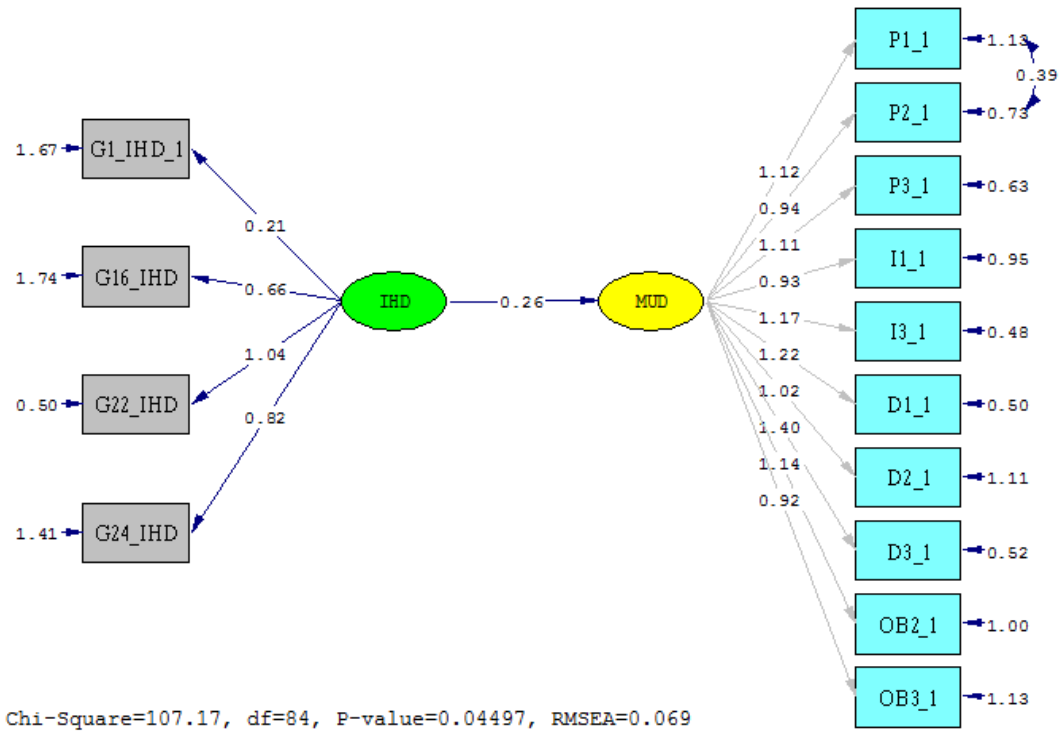 P1_1
1.13
0.39
P2_1
0.73
1.67
G1_IHD_1
1.12
P3_1
0.63
0.94
0.21
1.11
I1_1
0.95
1.74
G16_IHD
0.66
0.93
IHD
0.26
MUD
1.17
I3_1
0.48
1.04
1.22
0.50
G22_IHD
0.82
1.02
D1_1
0.50
1.40
1.14
D2_1
1.11
0.92
1.41
G24_IHD
D3_1
0.52
OB2_1
1.00
OB3_1
1.13
Chi-Square=107.17, df=84, P-value=0.04497, RMSEA=0.069